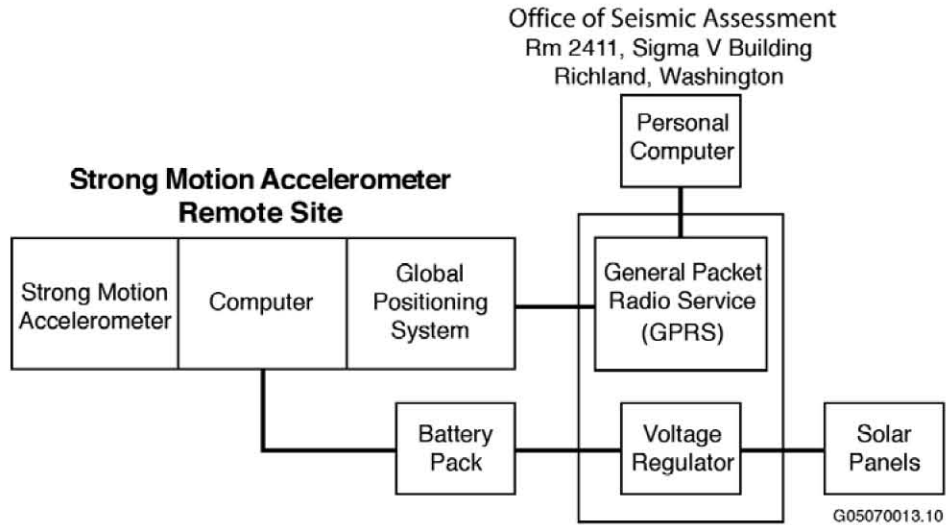 Office of Seismic Assessment
Rm 2411, Sigma V Building
Richland, Washington
Personal
Computer
Strong Motion Accelerometer
Remote Site
Strong Motion
Accelerometer
Computer
Global
Positioning
System
General Packet
Radio Service
(GPRS)
Battery
Pack
Voltage
Regulator
Solar
Panels
G05070013.10